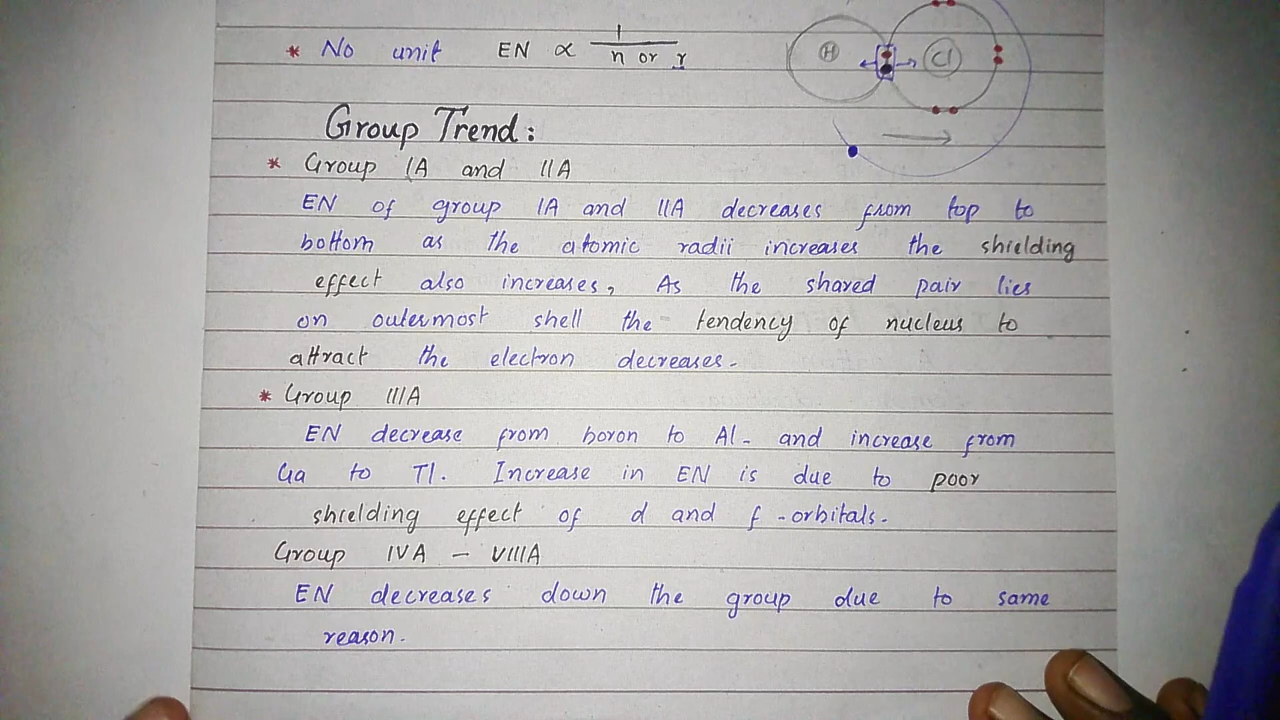 * No unit EN ∝ 1 / n or r
H Cl
Group Trend:
* Group IA and IIA
EN of group IA and IIA decreases from top to
bottom as the atomic radii increases the shielding
effect also increases, As the shared pair lies
on outermost shell the tendency of nucleus to
attract the electron decreases.
* Group IIIA
EN decrease from boron to Al. and increase from
Ga to Tl. Increase in EN is due to poor
shielding effect of d and f -orbitals.
Group IVA - VIIIA
EN decreases down the group due to same
reason.